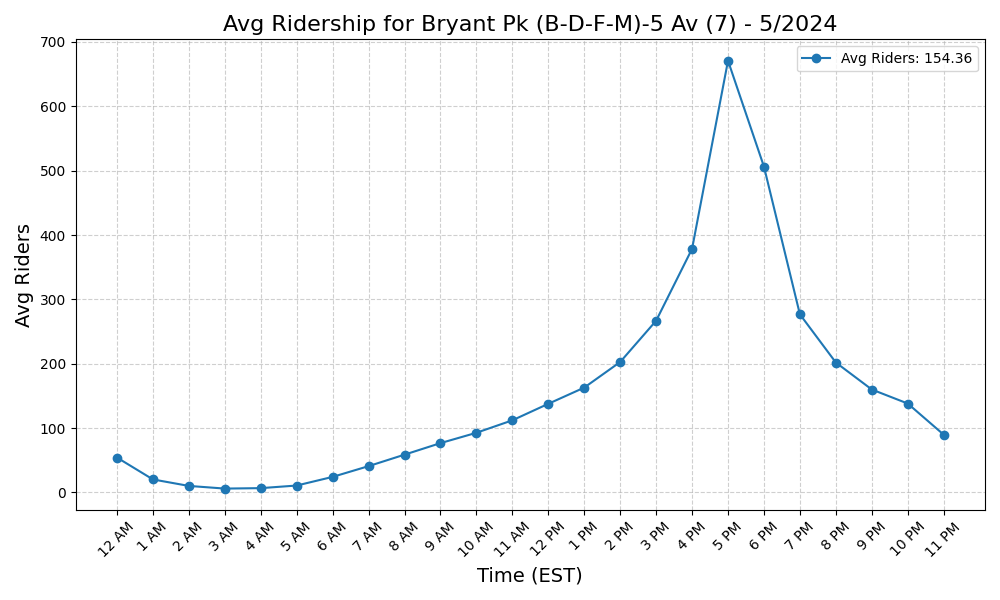 Avg Ridership for Bryant Pk (B-D-F-M)-5 Av (7) - 5/2024
Avg Riders: 154.36
Avg Riders
700
600
500
400
300
200
100
0
12 AM
1 AM
2 AM
3 AM
4 AM
5 AM
6 AM
7 AM
8 AM
9 AM
10 AM
11 AM
12 PM
1 PM
2 PM
3 PM
4 PM
5 PM
6 PM
7 PM
8 PM
9 PM
10 PM
11 PM
Time (EST)